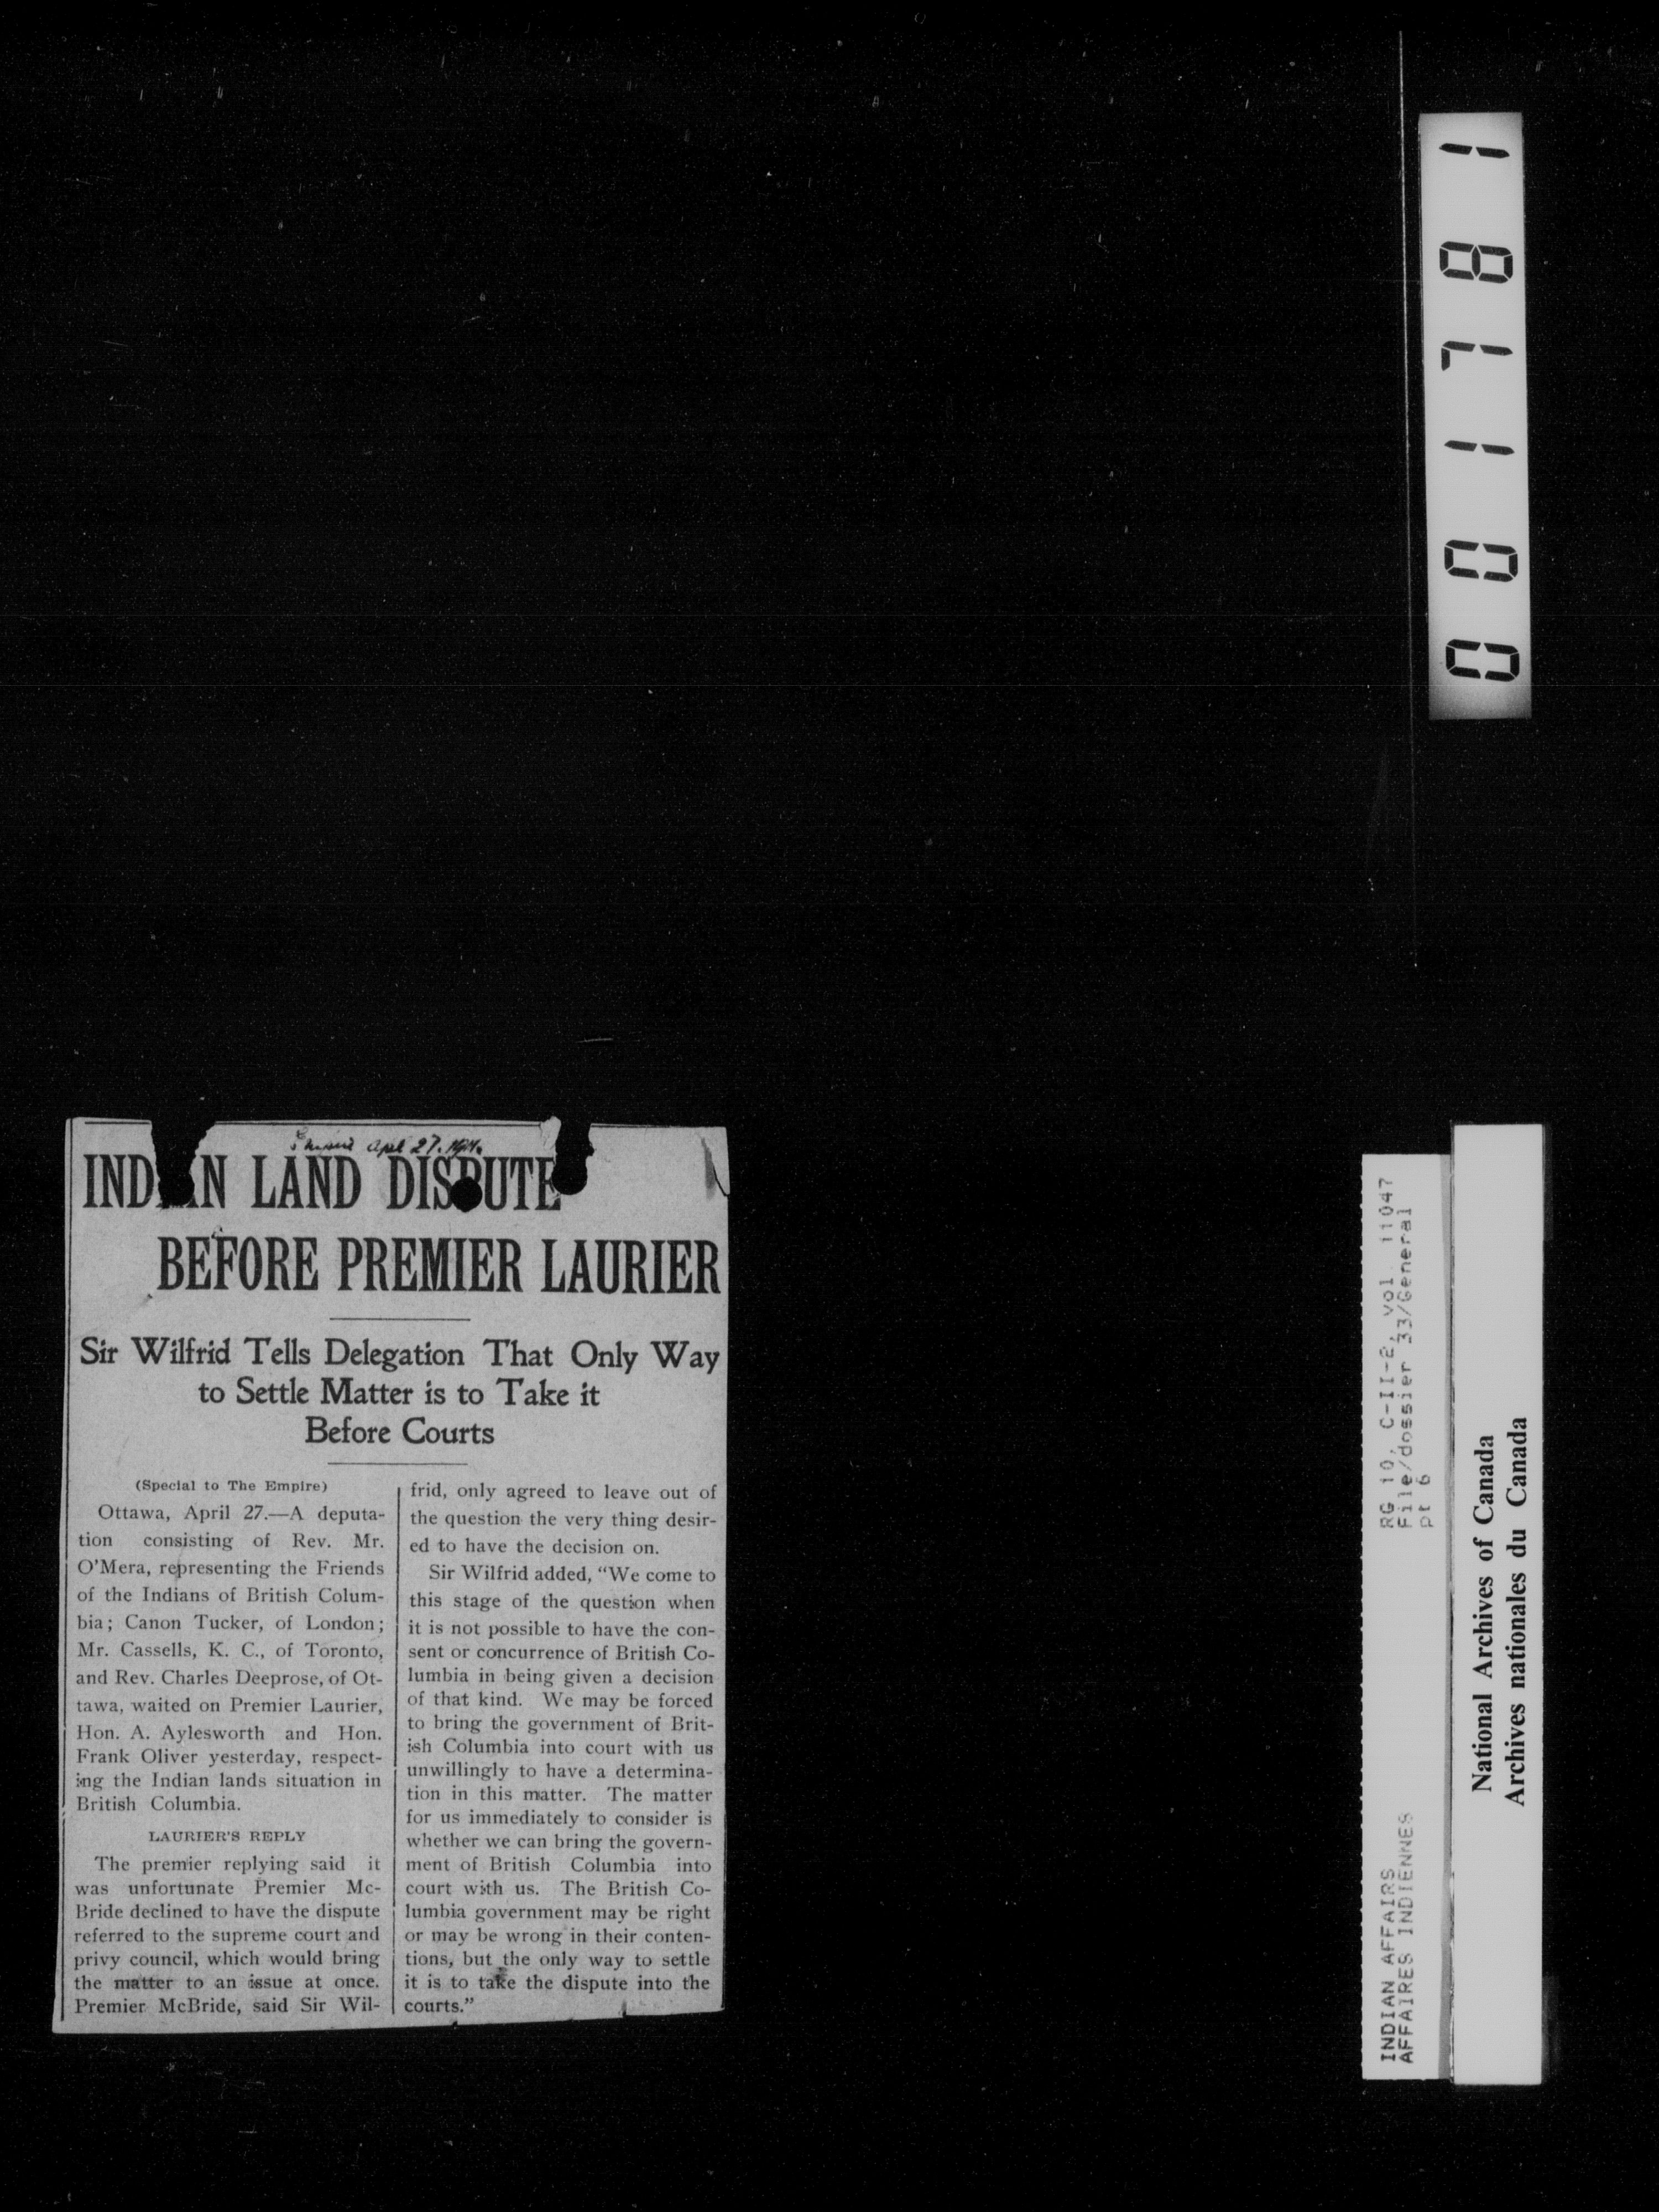 Empire Apl 27. 1911.
INDIAN LAND DISPUTE
BEFORE PREMIER LAURIER
Sir Wilfrid Tells Delegation That Only Way
to Settle Matter is to Take it
Before Courts
(Special to The Empire)
Ottawa, April 27.—A deputa-
tion consisting of Rev. Mr.
O'Mera, representing the Friends
of the Indians of British Colum-
bia; Canon Tucker, of London;
Mr. Cassells, K. C., of Toronto,
and Rev. Charles Deeprose, of Ot-
tawa, waited on Premier Laurier,
Hon. A. Aylesworth and Hon.
Frank Oliver yesterday, respect-
ing the Indian lands situation in
British Columbia.
LAURIER'S REPLY
The premier replying said it
was unfortunate Premier Mc-
Bride declined to have the dispute
referred to the supreme court and
privy council, which would bring
the matter to an issue at once.
Premier McBride, said Sir Wil-
frid, only agreed to leave out of
the question the very thing desir-
ed to have the decision on.
Sir Wilfrid added, "We come to
this stage of the question when
it is not possible to have the con-
sent or concurrence of British Co-
lumbia in being given a decision
of that kind. We may be forced
to bring the government of Brit-
ish Columbia into court with us
unwillingly to have a determina-
tion in this matter. The matter
for us immediately to consider is
whether we can bring the govern-
ment of British Columbia into
court with us. The British Co-
lumbia government may be right
or may be wrong in their conten-
tions, but the only way to settle
it is to take the dispute into the
courts."
001781
INDIAN AFFAIRS
AFFAIRES INDIENNES
RG 10, C-II-2, Vol. 11047
File/dossier 33/General
pt 6
National Archives of Canada
Archives nationales du Canada